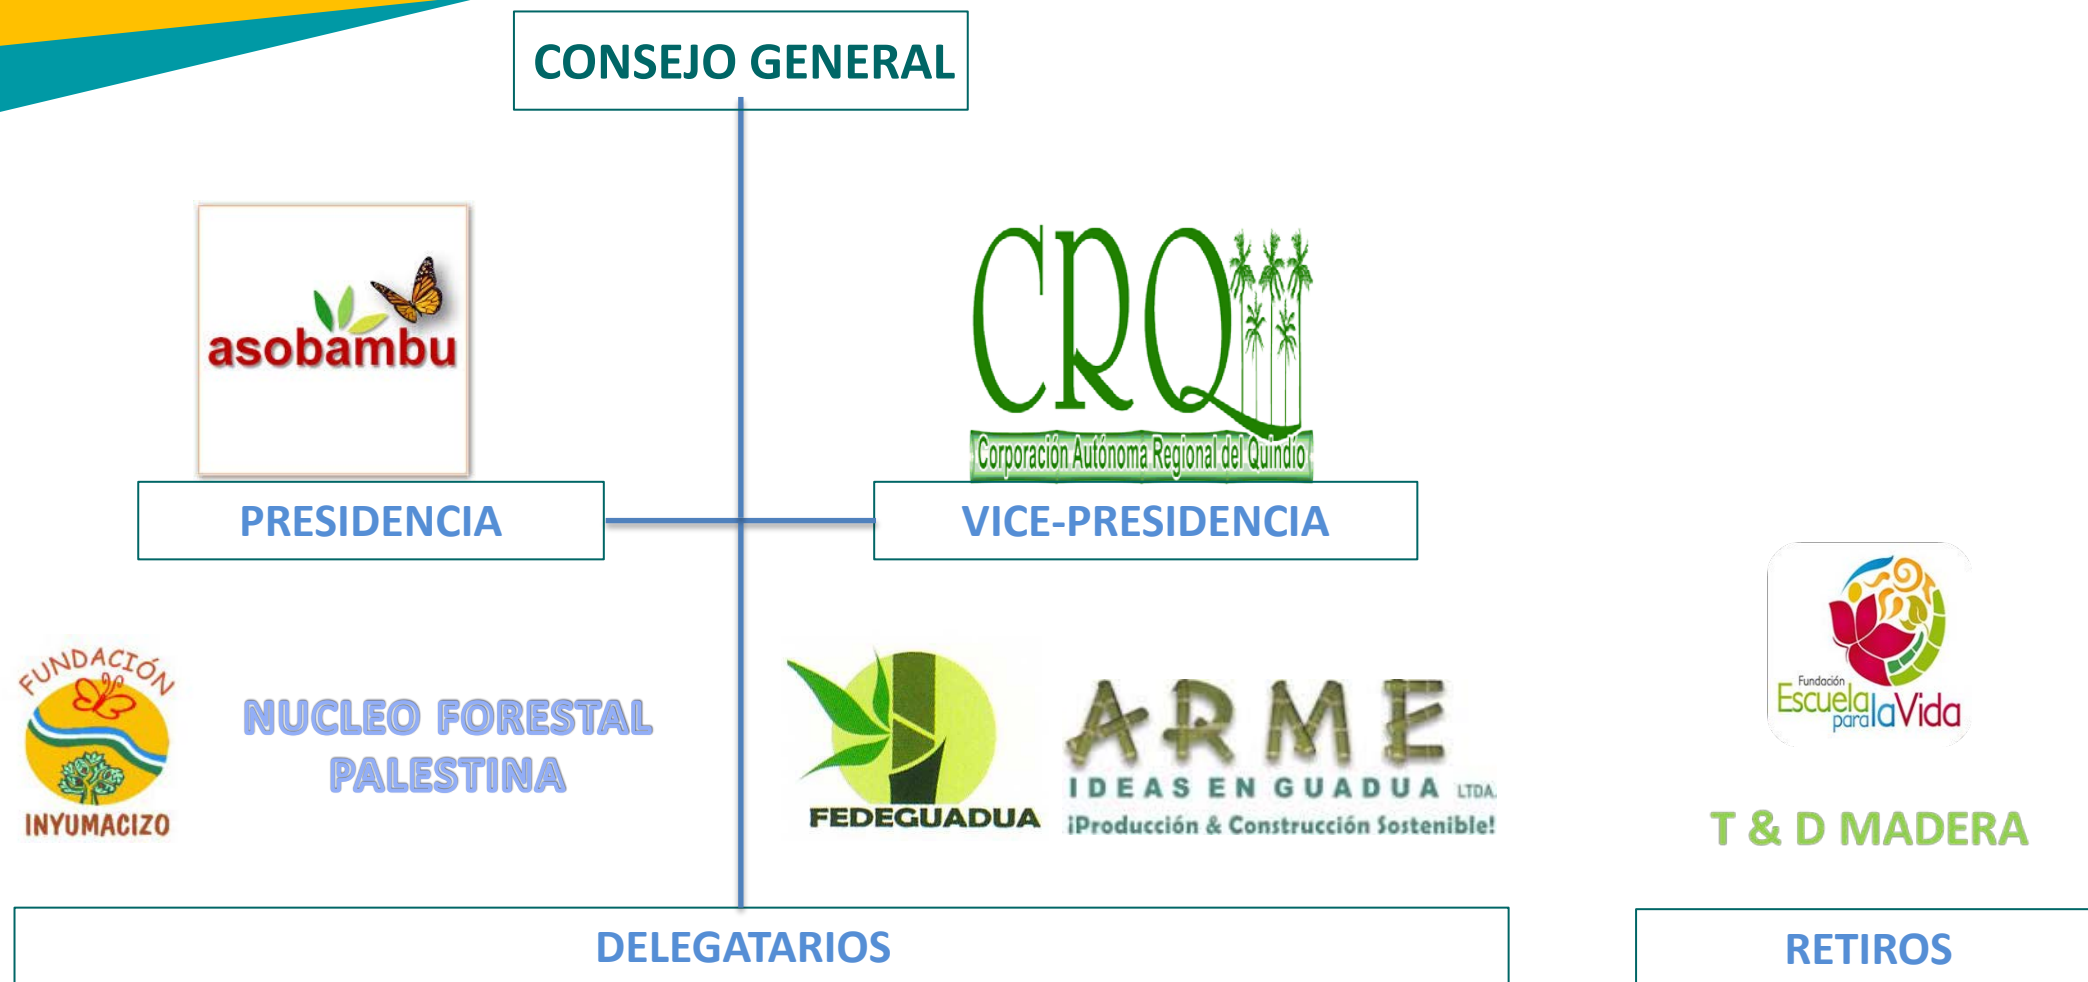 CONSEJO GENERAL
asobambu
CRQ
Corporación Autónoma Regional del Quindío
PRESIDENCIA
VICE-PRESIDENCIA
FUNDACIÓN
INYUMACIZO
NUCLEO FORESTAL
PALESTINA
FEDEGUADUA
ARME
IDEAS EN GUADUA LTDA.
¡Producción & Construcción Sostenible!
Fundación
Escuela
para la Vida
T & D MADERA
DELEGATARIOS
RETIROS